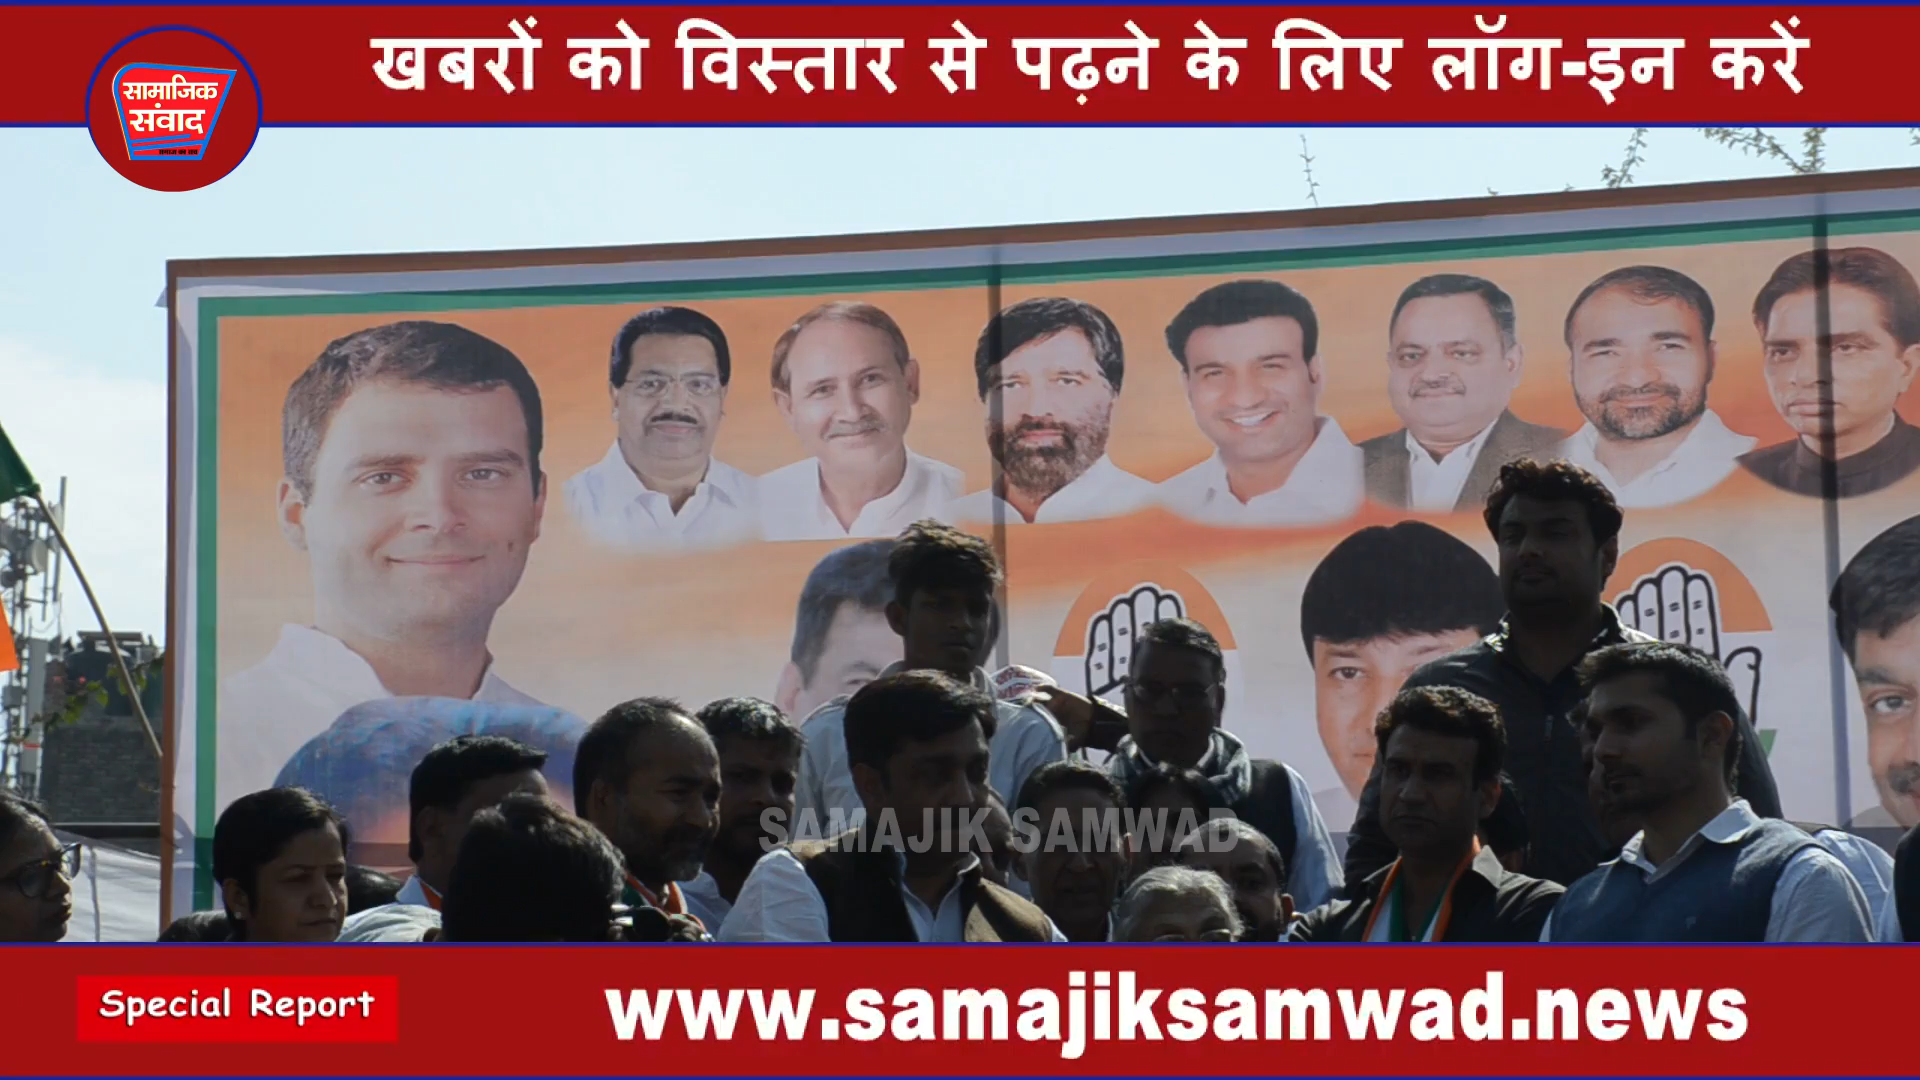 खबरों को विस्तार से पढ़ने के लिए लॉग-इन करें
सामाजिक
संवाद
SAMAJIK SAMWAD
Special Report
www.samajiksamwad.news